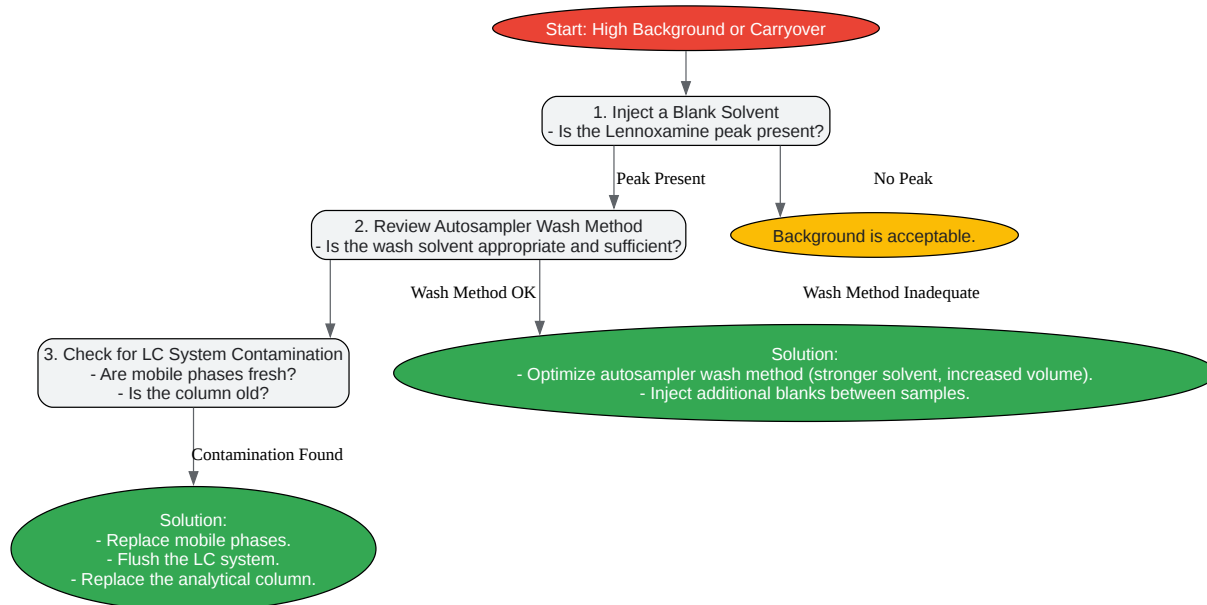 Start: High Background or Carryover
1. Inject a Blank Solvent
- Is the Lennoxamine peak present?
Peak Present
No Peak
2. Review Autosampler Wash Method
- Is the wash solvent appropriate and sufficient?
Background is acceptable.
Wash Method OK
Wash Method Inadequate
3. Check for LC System Contamination
- Are mobile phases fresh?
- Is the column old?
Solution:
- Optimize autosampler wash method (stronger solvent, increased volume).
- Inject additional blanks between samples.
Contamination Found
Solution:
- Replace mobile phases.
- Flush the LC system.
- Replace the analytical column.